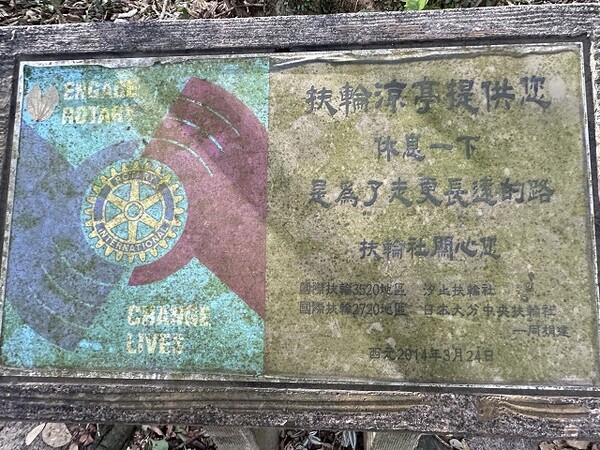 ENGAGE
ROTARY
ROTARY
INTERNATIONAL
CHANGE
LIVES
扶輪涼亭提供您
休息一下
是為了走更長遠的路
扶輪社關心您
國際扶輪3520地區 汐止扶輪社
國際扶輪2720地區 日本大分中央扶輪社
一同捐建
西元2014年3月24日